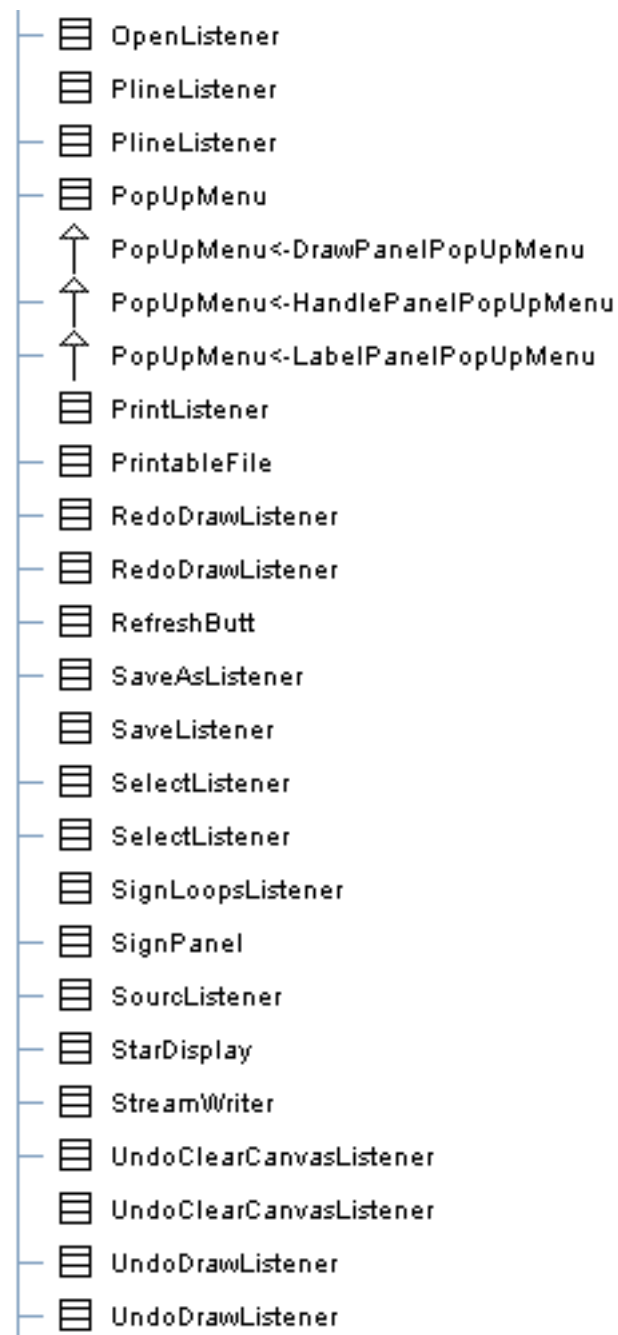 OpenListener
PlineListener
PlineListener
PopUpMenu
PopUpMenu<-DrawPanelPopUpMenu
PopUpMenu<-HandlePanelPopUpMenu
PopUpMenu<-LabelPanelPopUpMenu
PrintListener
PrintableFile
RedoDrawListener
RedoDrawListener
RefreshButt
SaveAsListener
SaveListener
SelectListener
SelectListener
SignLoopsListener
SignPanel
SourcListener
StarDisplay
StreamWriter
UndoClearCanvasListener
UndoClearCanvasListener
UndoDrawListener
UndoDrawListener